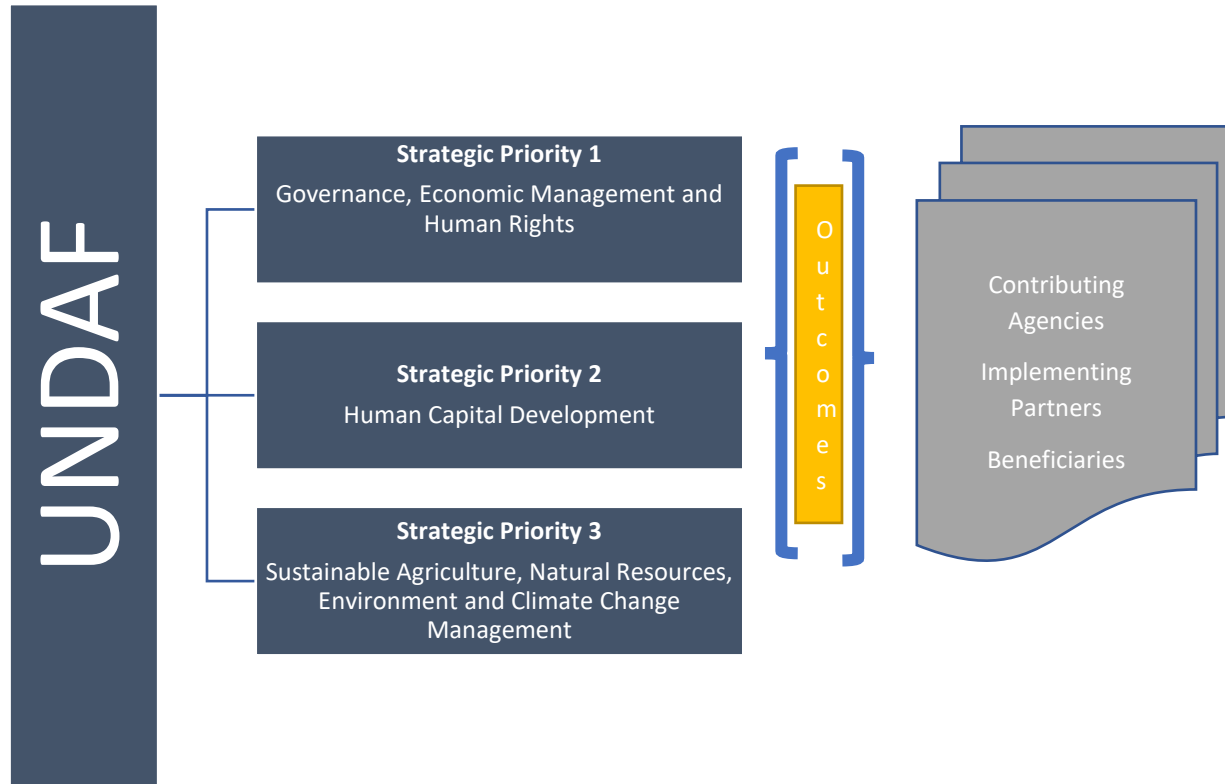 UNDAF
Strategic Priority 1
Governance, Economic Management and
Human Rights
Strategic Priority 2
Human Capital Development
Strategic Priority 3
Sustainable Agriculture, Natural Resources,
Environment and Climate Change
Management
Outcomes
Contributing
Agencies
Implementing
Partners
Beneficiaries